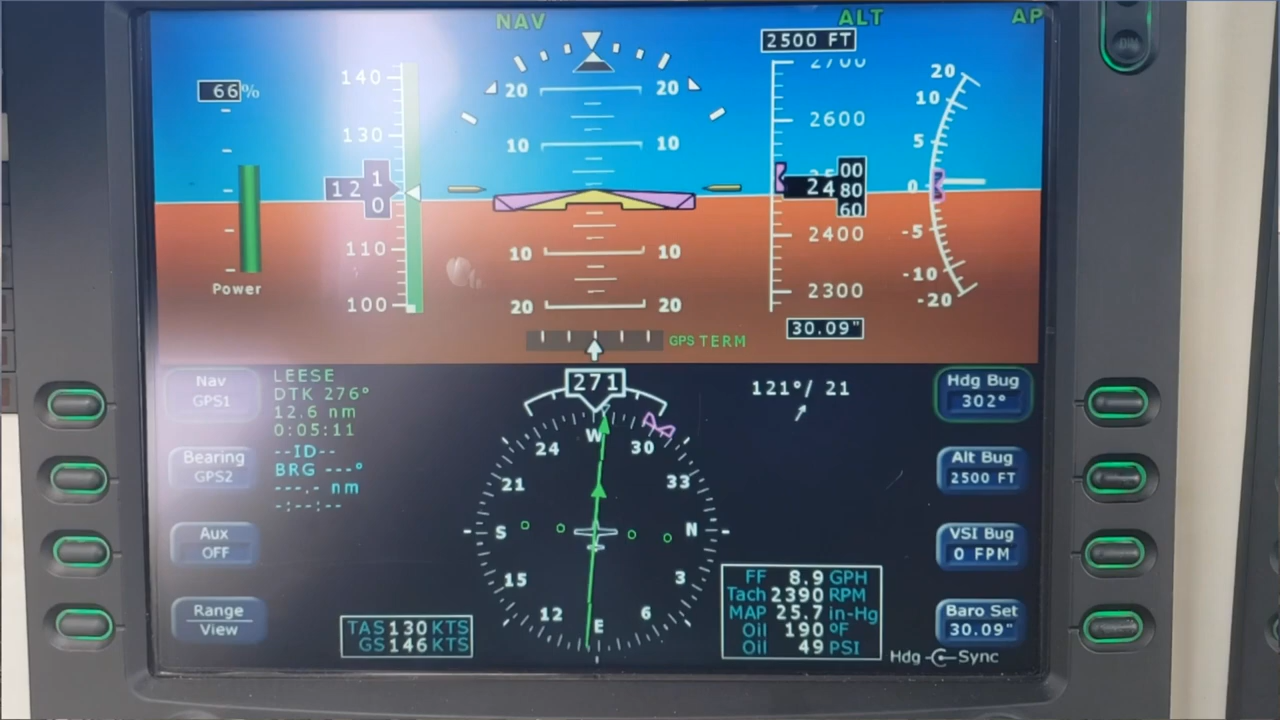 NAV ALT AP
2500 FT
66%
140
130
12 1
0
110
100
20 20
10 10
10 10
20 20
2700
2600
24 00
80
60
2400
2300
30.09"
20
10
5
0
-5
-10
-20
Power
GPS TERM
Nav
GPS1
LEESE
DTK 276°
12.6 nm
0:05:11
Bearing
GPS2
--ID--
BRG ---°
---.- nm
-:--:--
Aux
OFF
Range
View
271
121°/ 21
W
30
33
N
3
6
E
12
15
S
21
24
TAS 130 KTS
GS 146 KTS
FF 8.9 GPH
Tach 2390 RPM
MAP 25.7 in-Hg
Oil 190 ºF
Oil 49 PSI
Hdg Bug
302°
Alt Bug
2500 FT
VSI Bug
0 FPM
Baro Set
30.09"
Hdg Sync